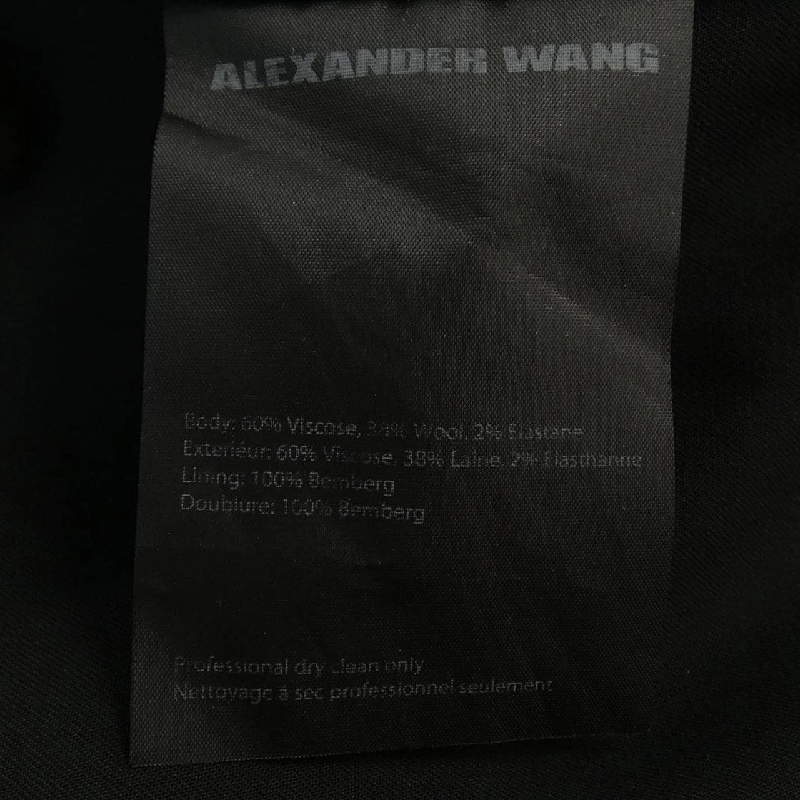 ALEXANDER WANG
Body: 60% Viscose, 38% Wool, 2% Elastane
Exterieur: 60% Viscose, 38% Laine, 2% Elasthanne
Lining: 100% Bemberg
Doublure: 100% Bemberg
Professional dry clean only
Nettoyage à sec professionnel seulement